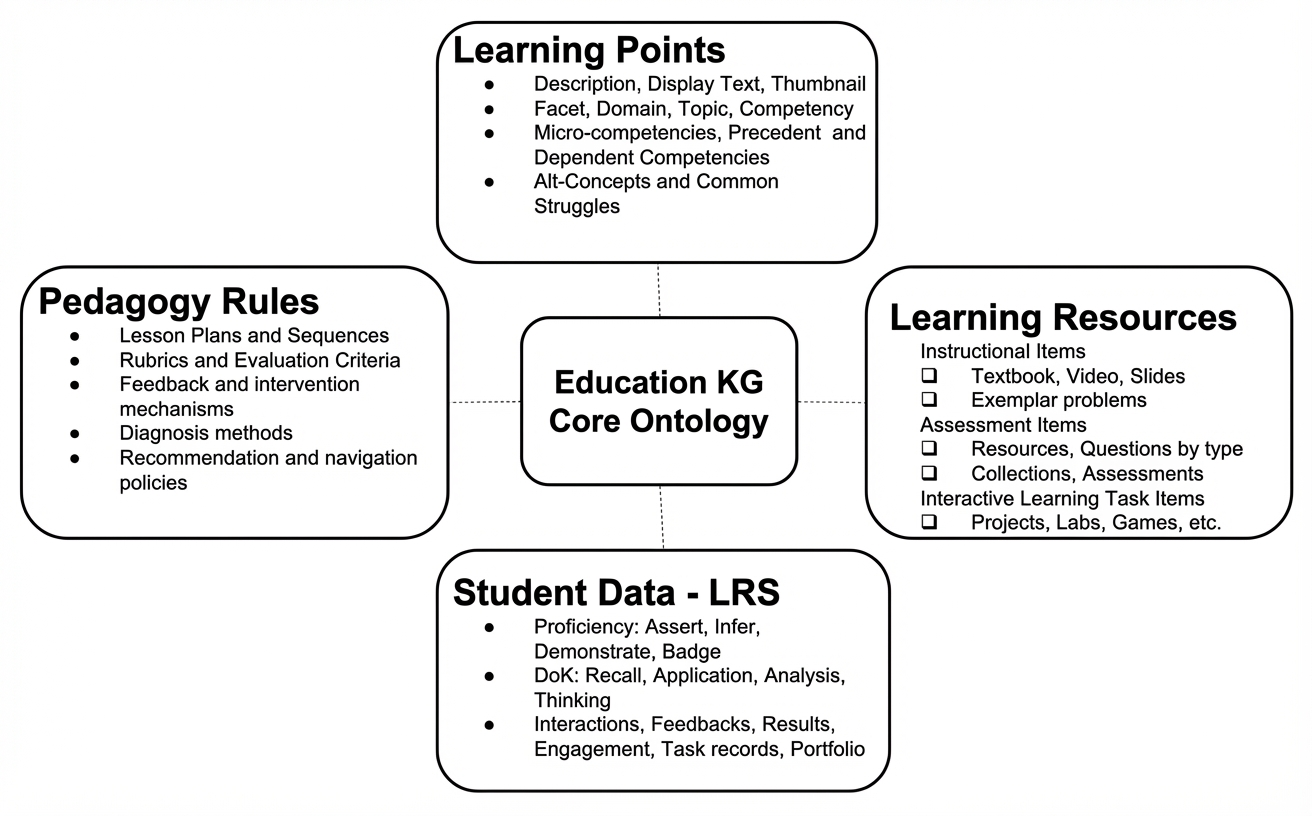 Learning Points
● Description, Display Text, Thumbnail
● Facet, Domain, Topic, Competency
● Micro-competencies, Precedent and
Dependent Competencies
● Alt-Concepts and Common
Struggles
Pedagogy Rules
● Lesson Plans and Sequences
● Rubrics and Evaluation Criteria
● Feedback and intervention
mechanisms
● Diagnosis methods
● Recommendation and navigation
policies
Education KG
Core Ontology
Learning Resources
Instructional Items
❑ Textbook, Video, Slides
❑ Exemplar problems
Assessment Items
❑ Resources, Questions by type
❑ Collections, Assessments
Interactive Learning Task Items
❑ Projects, Labs, Games, etc.
Student Data - LRS
● Proficiency: Assert, Infer,
Demonstrate, Badge
● DoK: Recall, Application, Analysis,
Thinking
● Interactions, Feedbacks, Results,
Engagement, Task records, Portfolio